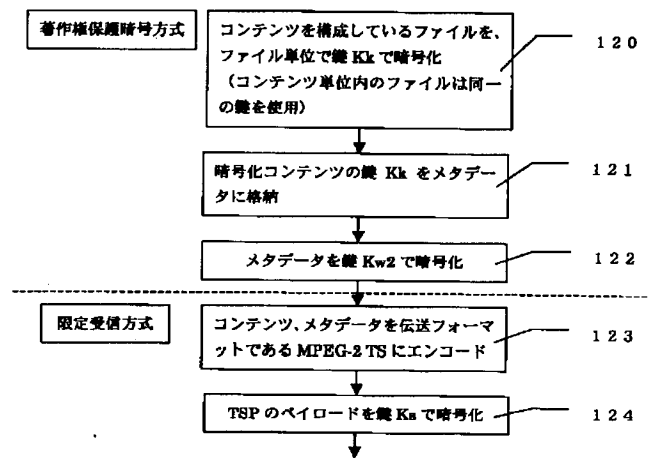 著作権保護暗号方式
コンテンツを構成しているファイルを、
ファイル単位で鍵 Kk で暗号化
(コンテンツ単位内のファイルは同一
の鍵を使用)
120
暗号化コンテンツの鍵 Kk をメタデー
タに格納
121
メタデータを鍵 Kw2 で暗号化
122
限定受信方式
コンテンツ、メタデータを伝送フォーマ
ットである MPEG-2 TS にエンコード
123
TSP のペイロードを鍵 Ks で暗号化
124